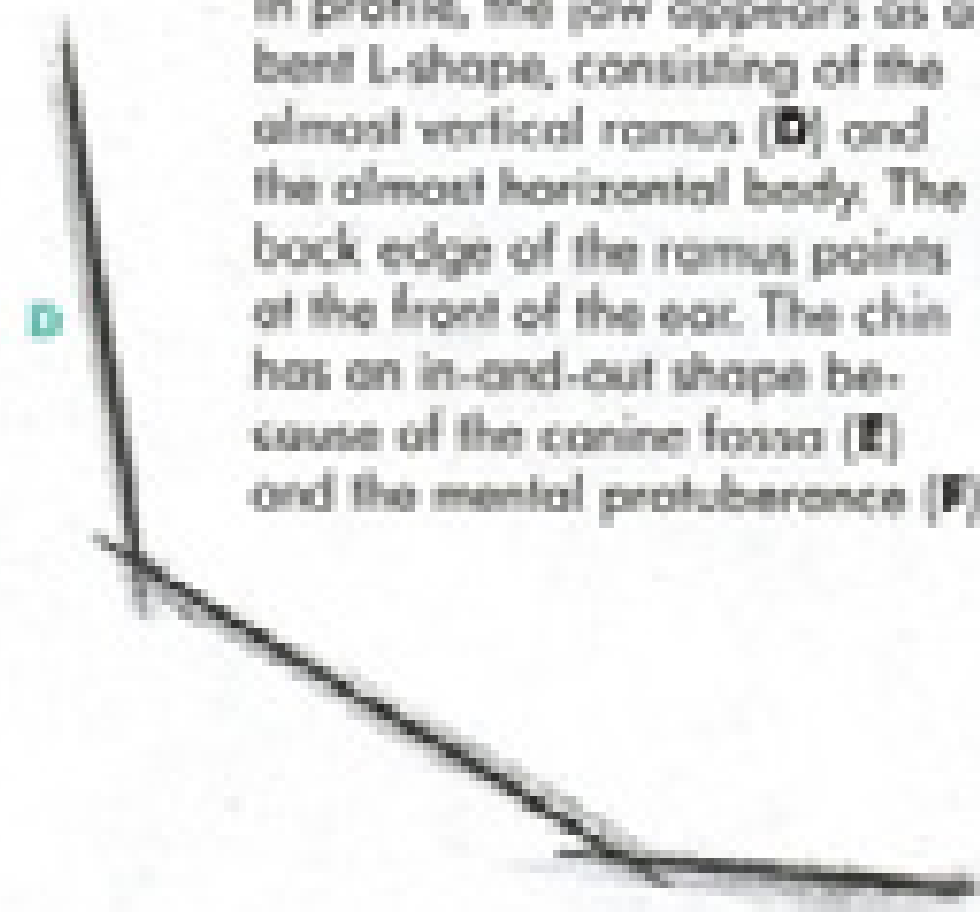 In profile, the jaw appears as a
bent L-shape, consisting of the
almost vertical ramus (D) and
the almost horizontal body. The
back edge of the ramus points
at the front of the ear. The chin
has an in-and-out shape be-
cause of the canine fossa (E)
and the mental protuberance (F)
D